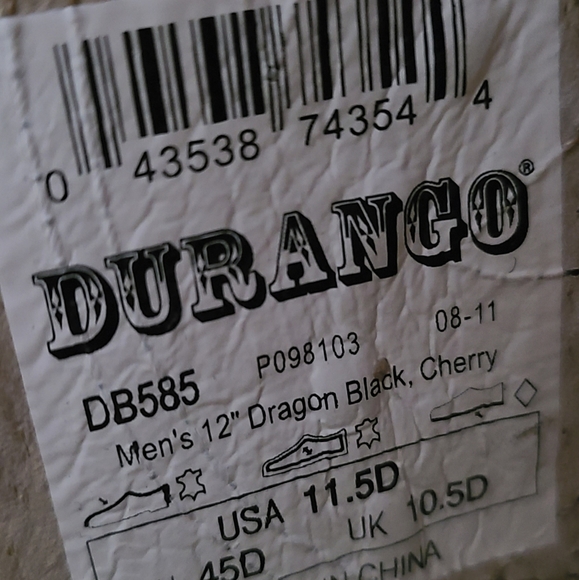 0 43538 74354 4
DURANGO®
DB585 P098103 08-11
Men's 12" Dragon Black, Cherry
USA 11.5D
45D UK 10.5D
IN CHINA